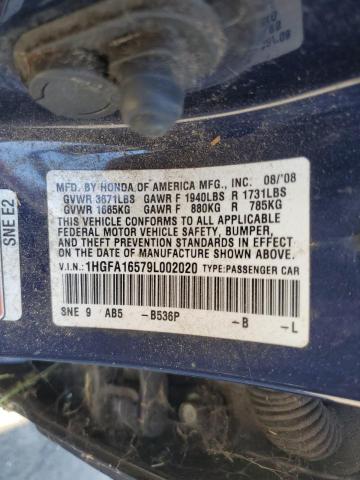 MFD. BY HONDA OF AMERICA MFG., INC. 08/'08
GVWR 3671LBS GAWR F 1940LBS R 1731LBS
GVWR 1665KG GAWR F 880KG R 785KG
THIS VEHICLE CONFORMS TO ALL APPLICABLE
FEDERAL MOTOR VEHICLE SAFETY, BUMPER,
AND THEFT PREVENTION STANDARDS IN EFFECT
ON THE DATE OF MANUFACTURE SHOWN ABOVE.
V.I.N.: 1HGFA16579L002020 TYPE: PASSENGER CAR
SNE 9 AB5 -B536P -B -L
SNE E2